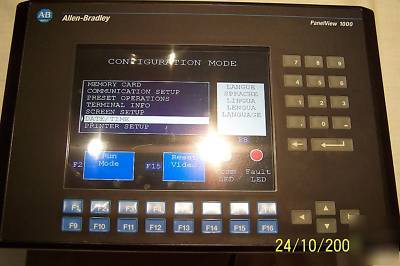 AB Allen-Bradley
PanelView 1000
CONFIGURATION MODE
MEMORY CARD
COMMUNICATION SETUP
PRESET OPERATIONS
TERMINAL INFO
SCREEN SETUP
DATE/TIME
PRINTER SETUP
LANGUE
SPRACHE
LINGUA
LENGUA
LANGUAGE
F8
F2 Run Mode
F15 Reset Video
Comm LED
Fault LED
7 8 9
4 5 6
1 2 3
. 0 -
F1
F9 F10 F11 F12 F13 F14 F15 F16
24/10/200